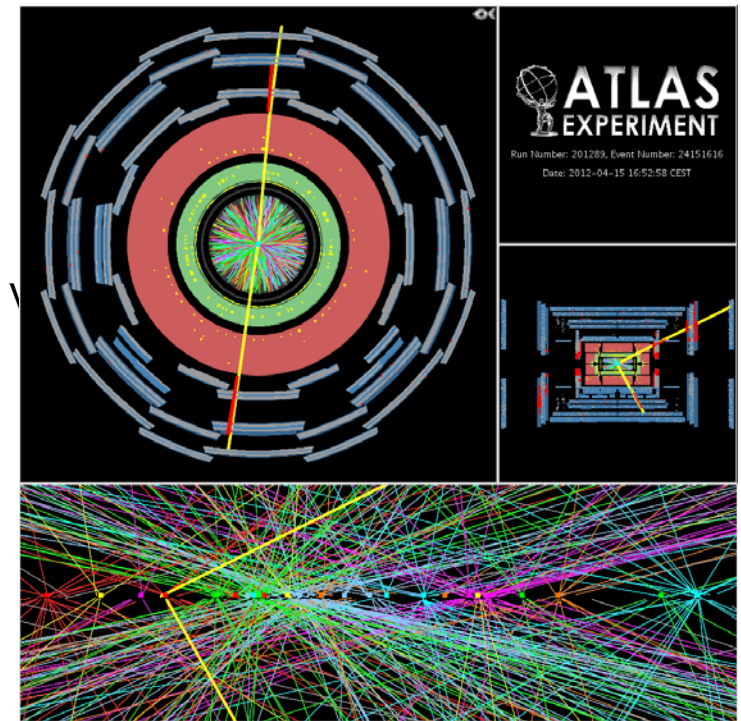 ATLAS
EXPERIMENT
Run Number: 201289, Event Number: 24151616
Date: 2012-04-15 16:52:58 CEST